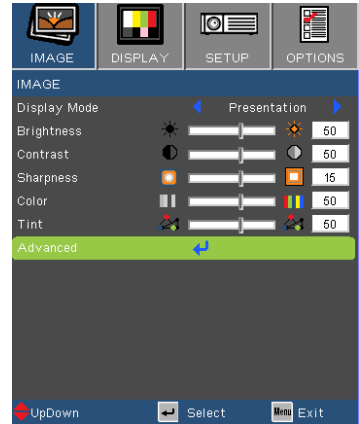 IMAGE DISPLAY SETUP OPTIONS
IMAGE
Display Mode Presentation
Brightness 50
Contrast 50
Sharpness 15
Color 50
Tint 50
Advanced
UpDown Select Menu Exit